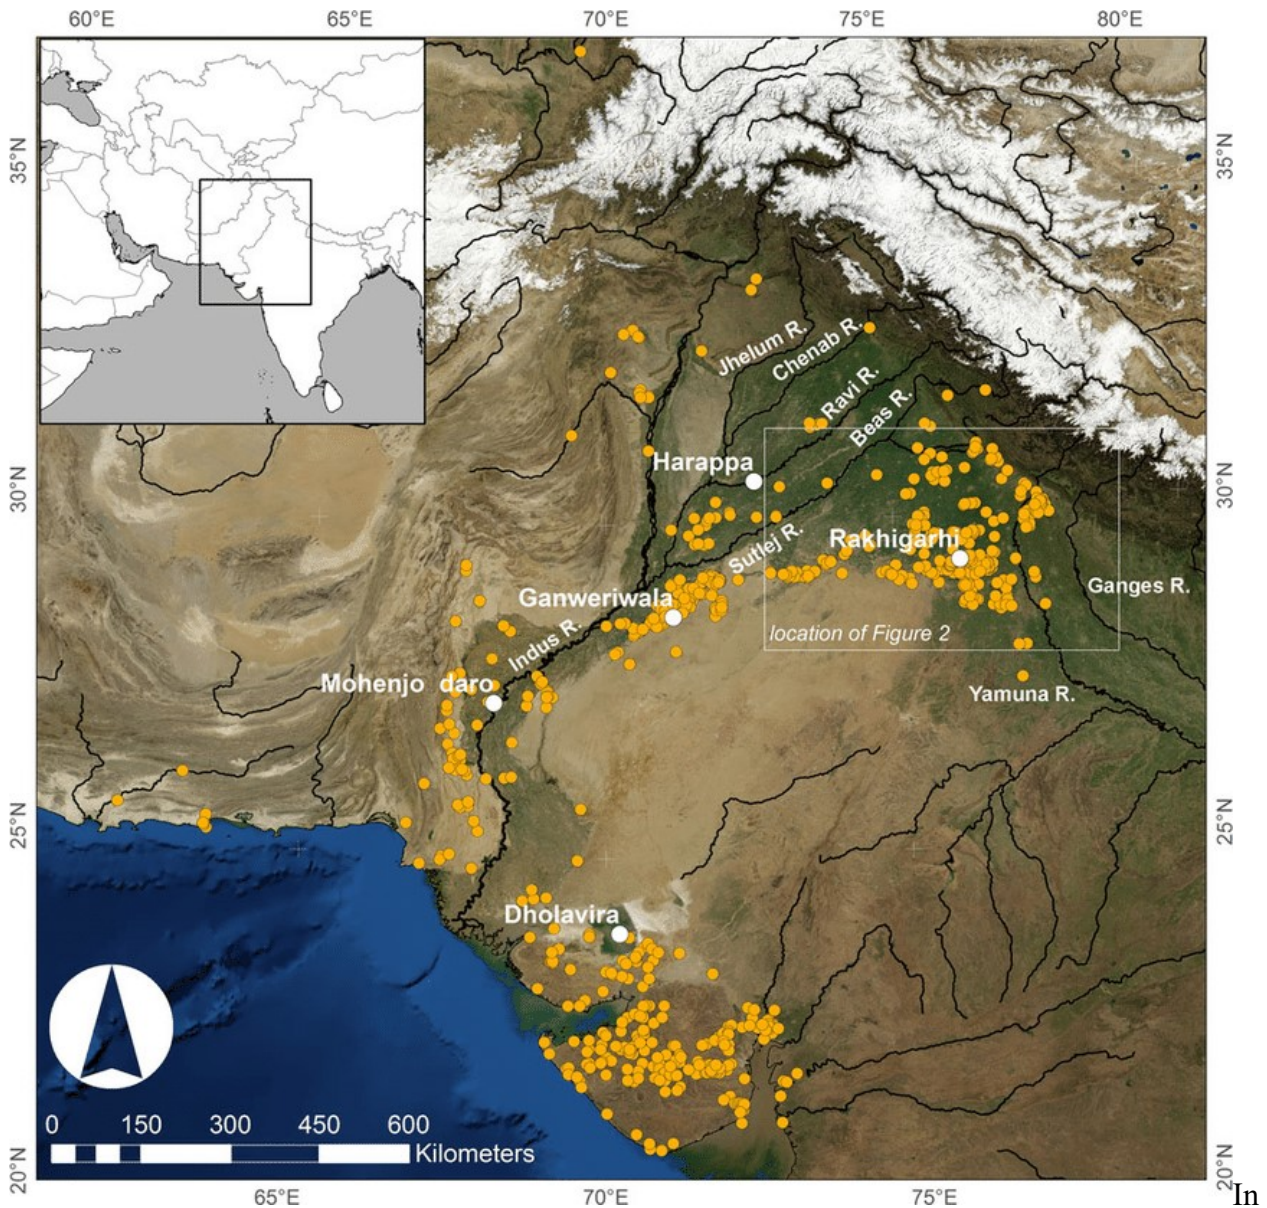 60°E 65°E 70°E 75°E 80°E
35°N 35°N
Jhelum R.
Chenab R.
Ravi R.
Beas R.
Harappa
30°N 30°N
Sutlej R.
Rakhigarhi
Ganges R.
Ganweriwala
location of Figure 2
Indus R.
Mohenjo daro
Yamuna R.
25°N 25°N
Dholavira
0 150 300 450 600
Kilometers
20°N 20°N
65°E 70°E 75°E
In